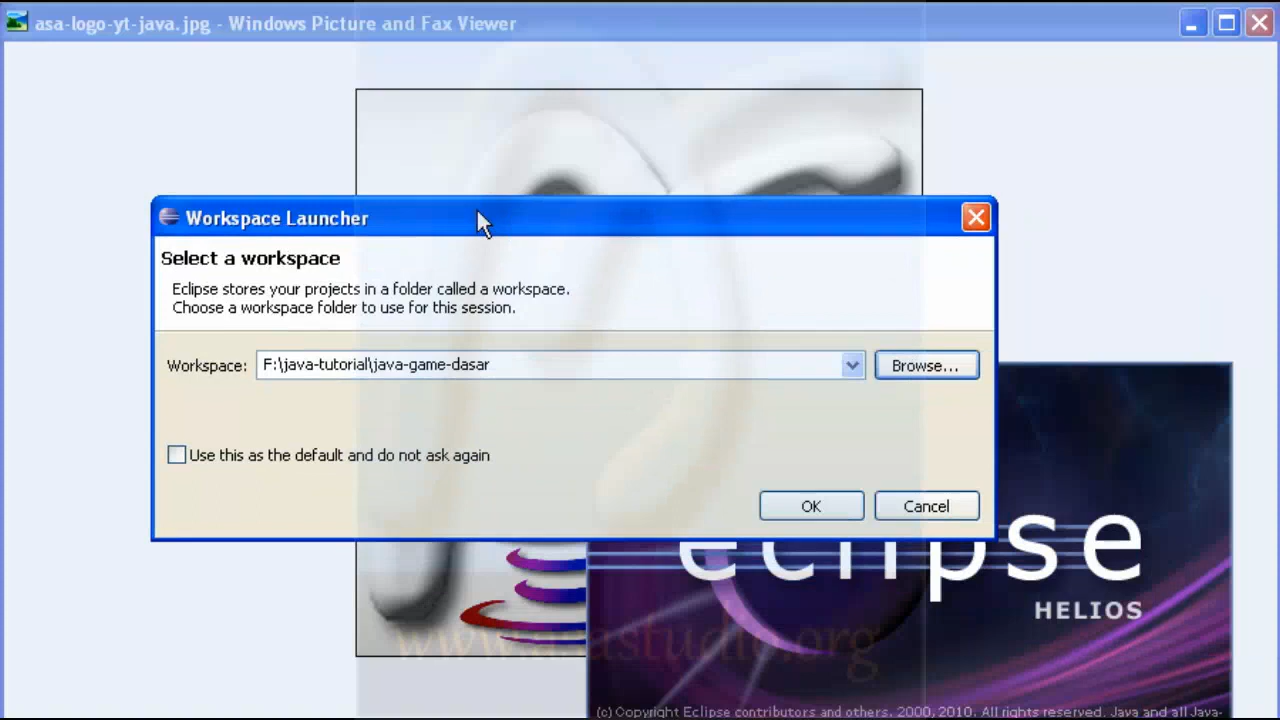 asa-logo-yt-java.jpg - Windows Picture and Fax Viewer
Workspace Launcher
Select a workspace
Eclipse stores your projects in a folder called a workspace.
Choose a workspace folder to use for this session.
Workspace: F:\java-tutorial\java-game-dasar Browse...
Use this as the default and do not ask again
OK Cancel
eclipse
HELIOS
www.asastudio.org
(c) Copyright Eclipse contributors and others. 2000, 2010. All rights reserved. Java and all Java-